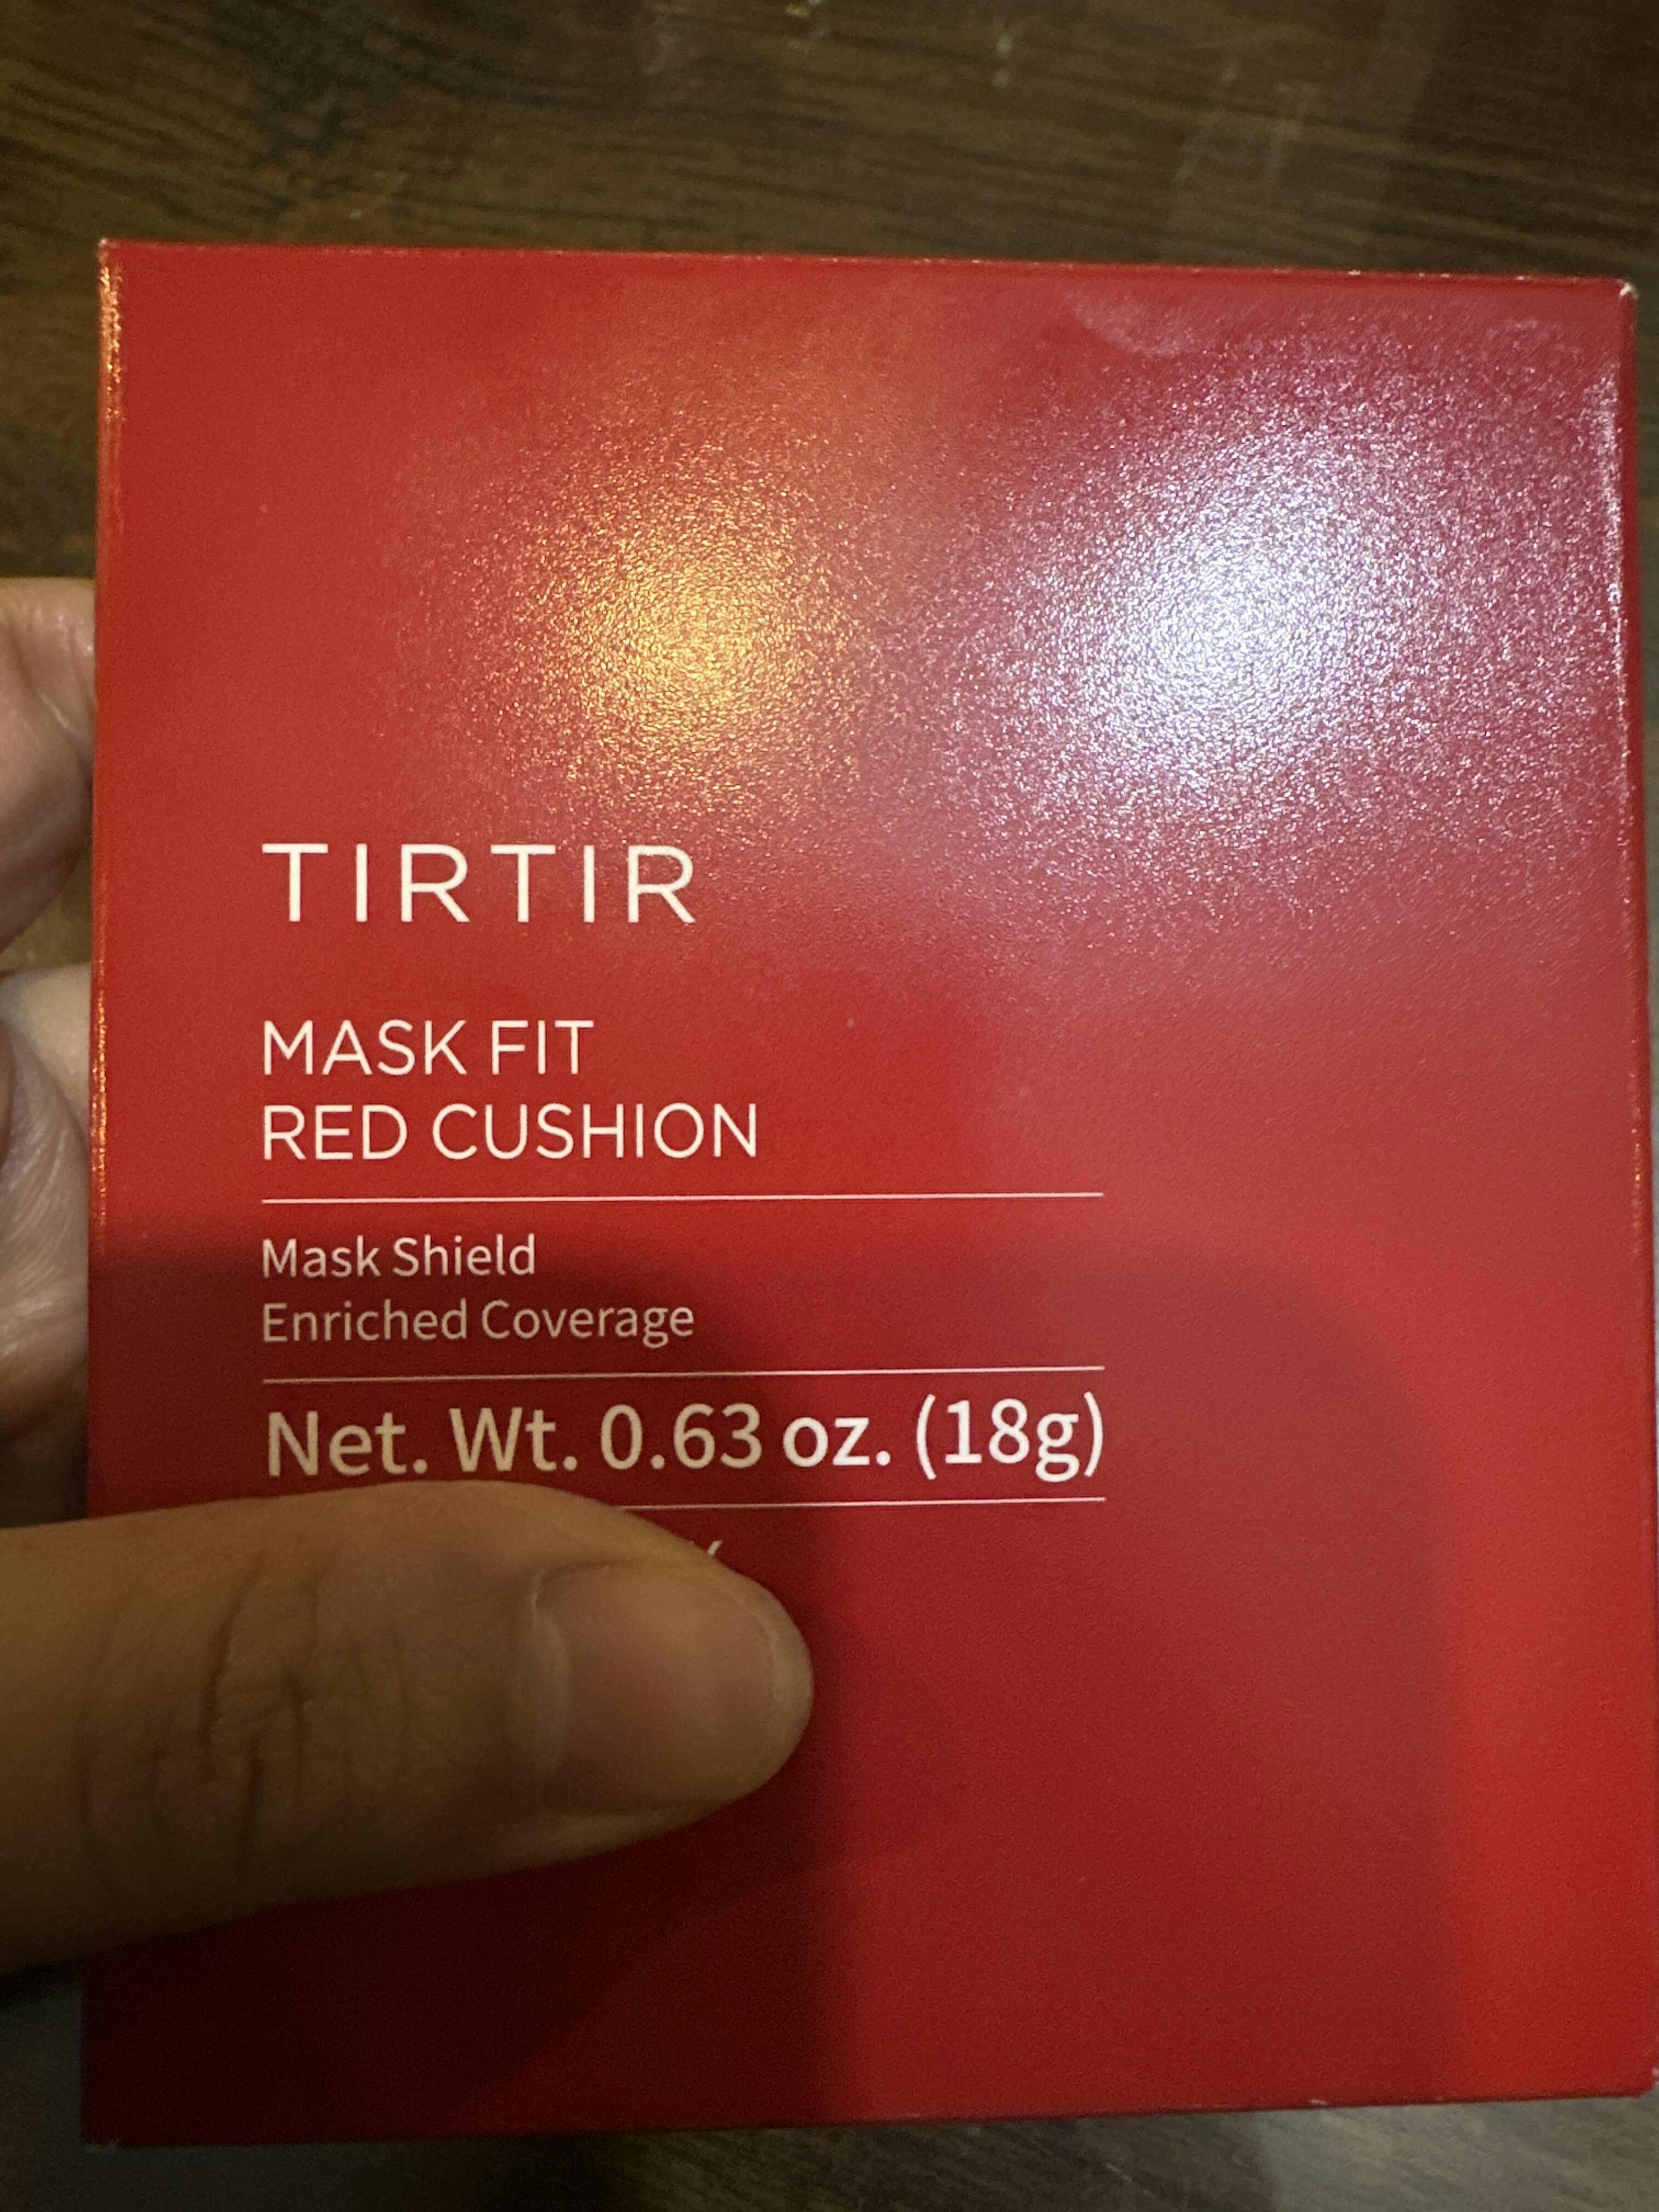 TIRTIR
MASK FIT
RED CUSHION
Mask Shield
Enriched Coverage
Net. Wt. 0.63 oz. (18g)